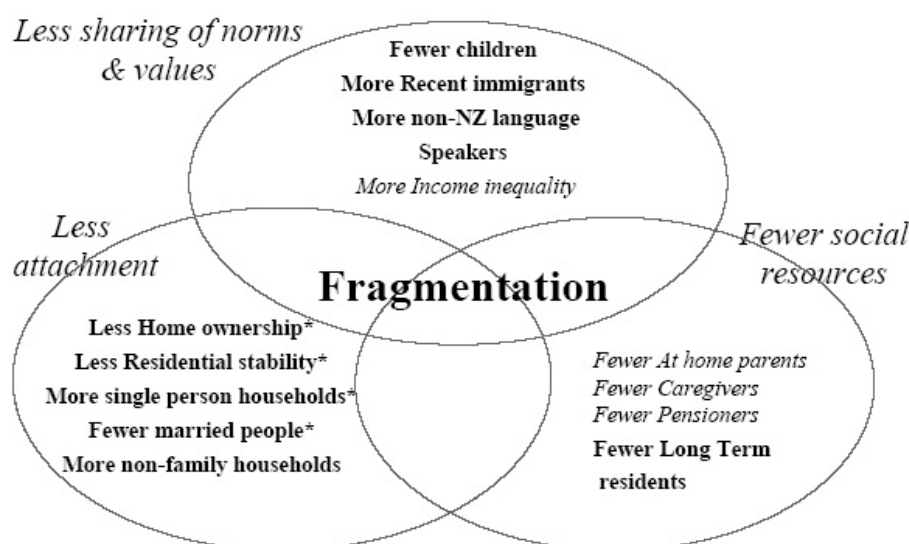 Less sharing of norms
& values
Fewer children
More Recent immigrants
More non-NZ language
Speakers
More Income inequality
Less
attachment
Fewer social
resources
Fragmentation
Less Home ownership*
Less Residential stability*
More single person households*
Fewer married people*
More non-family households
Fewer At home parents
Fewer Caregivers
Fewer Pensioners
Fewer Long Term
residents